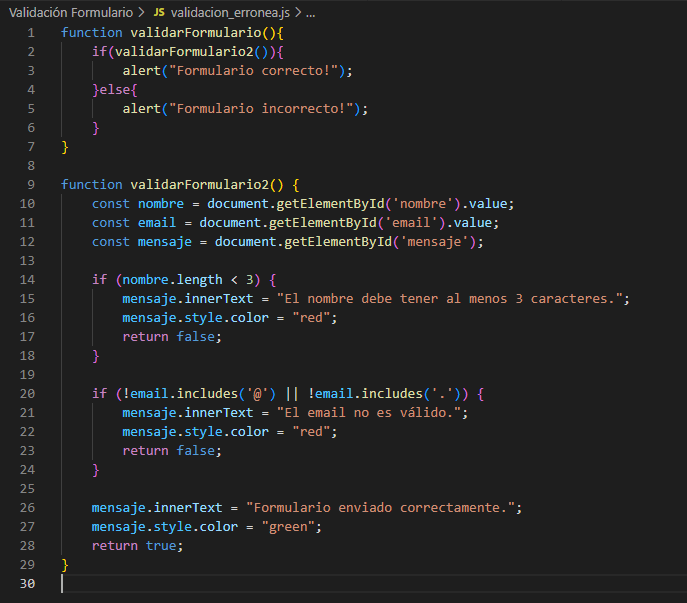 Validación Formulario > JS validacion_erronea.js > ...
1 function validarFormulario(){
2     if(validarFormulario2()){
3         alert("Formulario correcto!");
4     }else{
5         alert("Formulario incorrecto!");
6     }
7 }
8
9 function validarFormulario2() {
10     const nombre = document.getElementById('nombre').value;
11     const email = document.getElementById('email').value;
12     const mensaje = document.getElementById('mensaje');
13
14     if (nombre.length < 3) {
15         mensaje.innerText = "El nombre debe tener al menos 3 caracteres.";
16         mensaje.style.color = "red";
17         return false;
18     }
19
20     if (!email.includes('@') || !email.includes('.')) {
21         mensaje.innerText = "El email no es válido.";
22         mensaje.style.color = "red";
23         return false;
24     }
25
26     mensaje.innerText = "Formulario enviado correctamente.";
27     mensaje.style.color = "green";
28     return true;
29 }
30